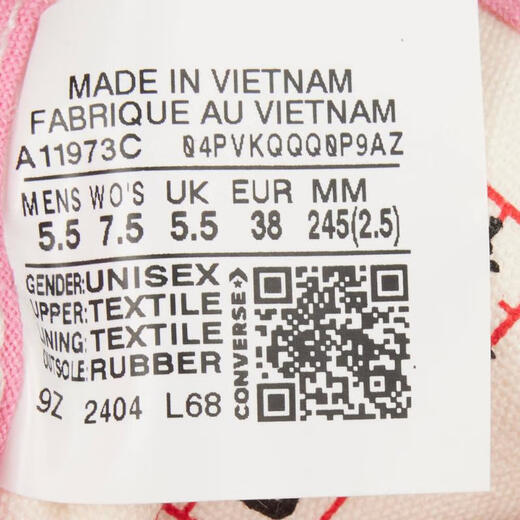 MADE IN VIETNAM
FABRIQUE AU VIETNAM
A11973C 04PVKQQQ0P9AZ
MENS WO'S UK EUR MM
5.5 7.5 5.5 38 245(2.5)
GENDER:UNISEX
UPPER:TEXTILE
LINING:TEXTILE
OUTSOLE:RUBBER
CONVERSE
9Z 2404 L68